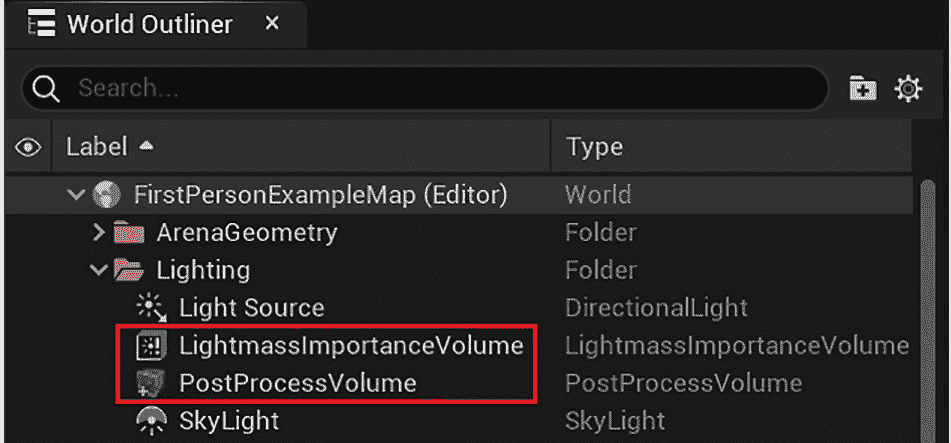 World Outliner ×
Search...
Label Type
FirstPersonExampleMap (Editor) World
ArenaGeometry Folder
Lighting Folder
Light Source DirectionalLight
LightmassImportanceVolume LightmassImportanceVolume
PostProcessVolume PostProcessVolume
SkyLight SkyLight